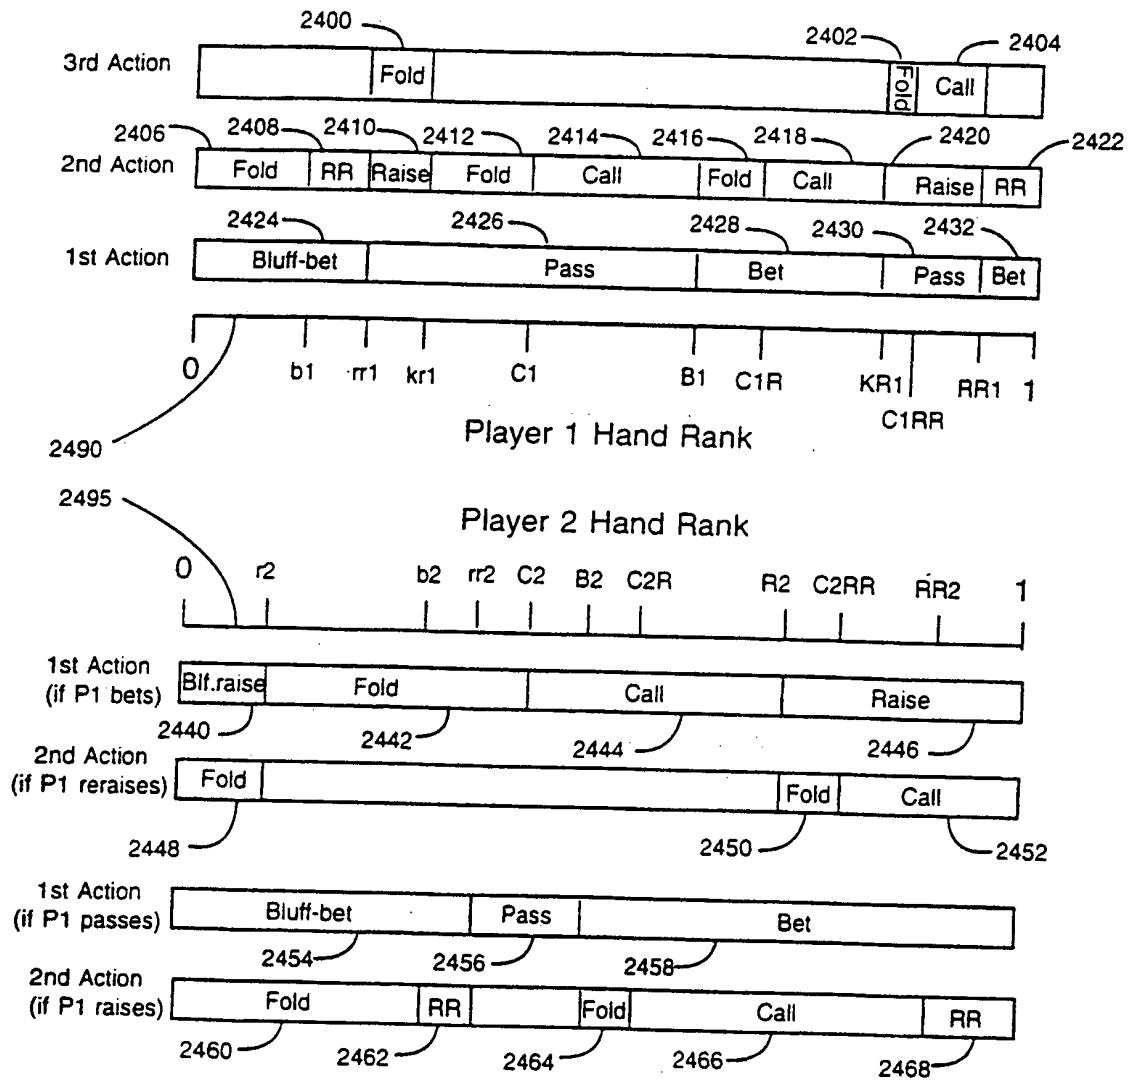 2400
2402
2404
3rd Action
Fold
Fold
Call
2406
2408
2410
2412
2414
2416
2418
2420
2422
2nd Action
Fold
RR
Raise
Fold
Call
Fold
Call
Raise
RR
2424
2426
2428
2430
2432
1st Action
Bluff-bet
Pass
Bet
Pass
Bet
0
b1
rr1
kr1
C1
B1
C1R
KR1
C1RR
RR1
1
2490
Player 1 Hand Rank
2495
Player 2 Hand Rank
0
r2
b2
rr2
C2
B2
C2R
R2
C2RR
RR2
1
1st Action
(if P1 bets)
Blf.raise
Fold
Call
Raise
2440
2442
2444
2446
2nd Action
(if P1 reraises)
Fold
Fold
Call
2448
2450
2452
1st Action
(if P1 passes)
Bluff-bet
Pass
Bet
2454
2456
2458
2nd Action
(if P1 raises)
Fold
RR
Fold
Call
RR
2460
2462
2464
2466
2468